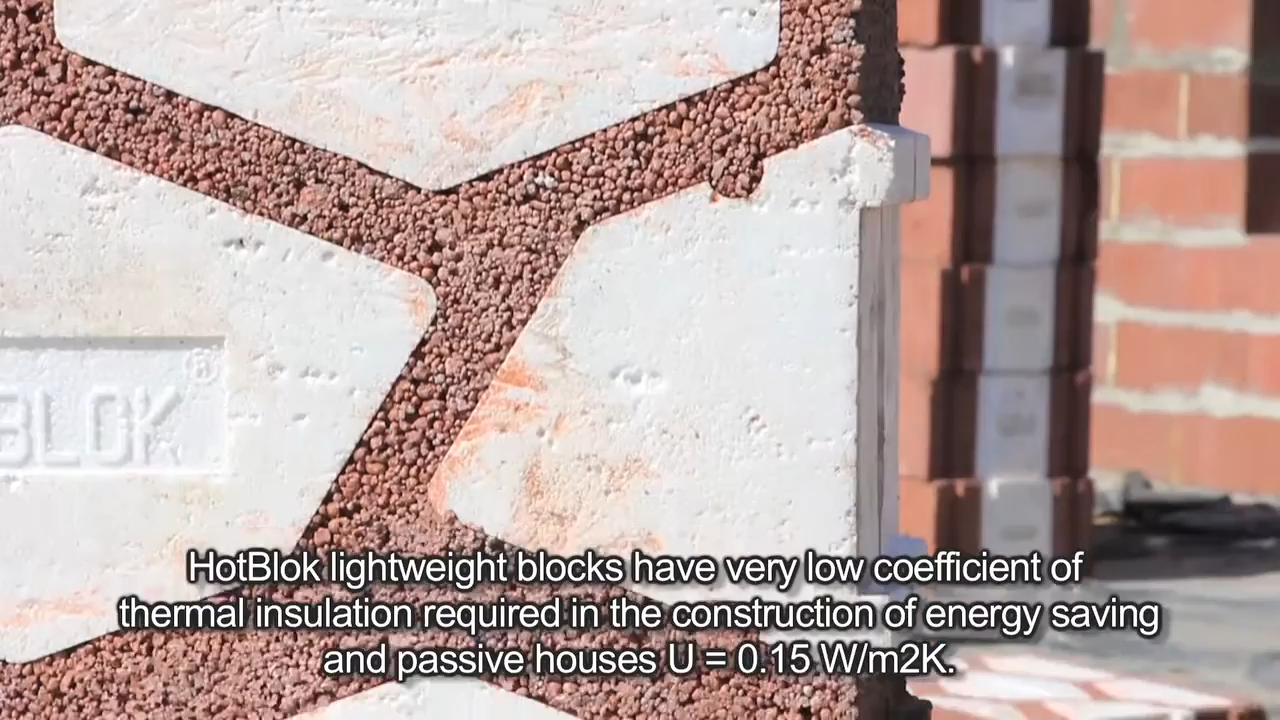 BLOK®
HotBlok lightweight blocks have very low coefficient of
thermal insulation required in the construction of energy saving
and passive houses U = 0.15 W/m2K.